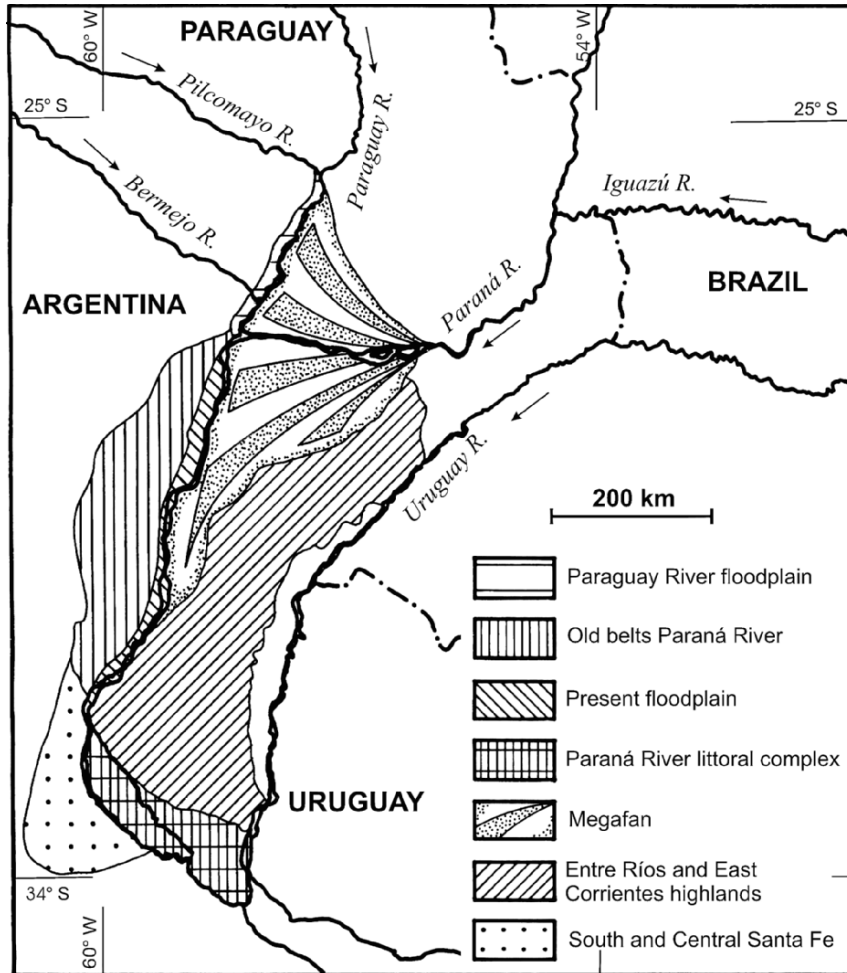 60° W
PARAGUAY
54° W
25° S
25° S
Pilcomayo R.
Paraguay R.
Bermejo R.
Iguazú R.
ARGENTINA
Paraná R.
BRAZIL
Uruguay R.
200 km
Paraguay River floodplain
Old belts Paraná River
Present floodplain
Paraná River littoral complex
URUGUAY
Megafan
Entre Ríos and East
Corrientes highlands
34° S
60° W
South and Central Santa Fe